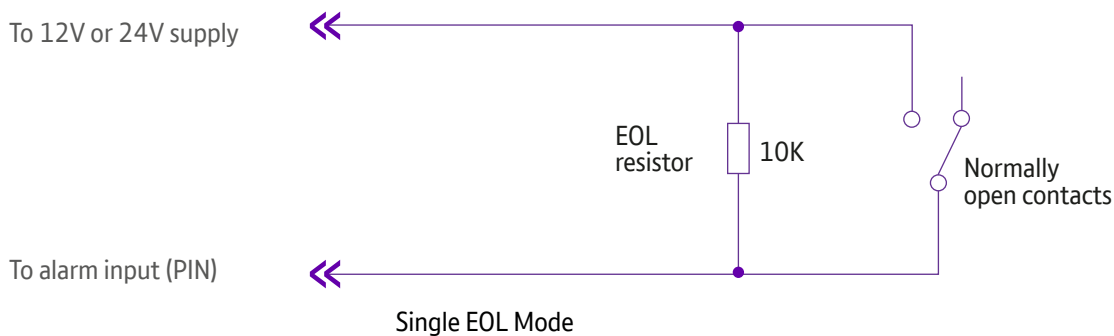 To 12V or 24V supply
EOL
resistor
10K
Normally
open contacts
To alarm input (PIN)
Single EOL Mode